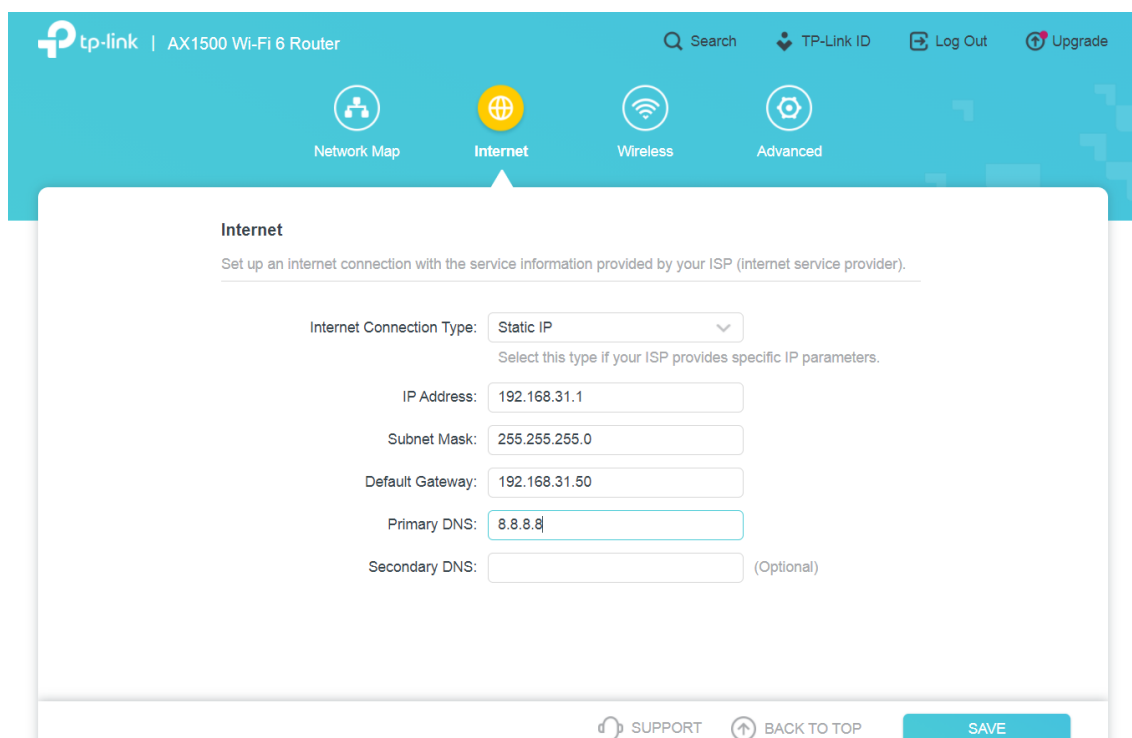 tp-link | AX1500 Wi-Fi 6 Router Search TP-Link ID Log Out Upgrade
Network Map Internet Wireless Advanced
Internet
Set up an internet connection with the service information provided by your ISP (internet service provider).
Internet Connection Type: Static IP
Select this type if your ISP provides specific IP parameters.
IP Address: 192.168.31.1
Subnet Mask: 255.255.255.0
Default Gateway: 192.168.31.50
Primary DNS: 8.8.8.8
Secondary DNS: (Optional)
SUPPORT BACK TO TOP SAVE